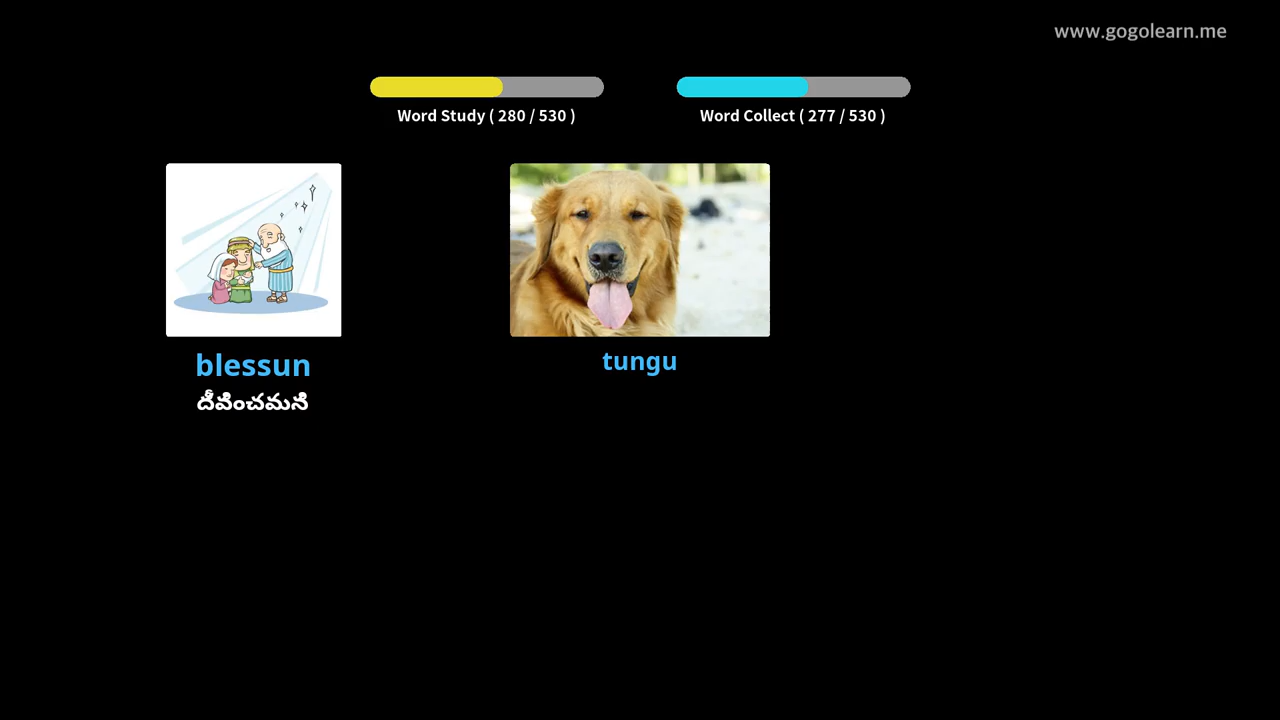 www.gogolearn.me
Word Study ( 280 / 530 )
Word Collect ( 277 / 530 )
blessun
దీవించమని
tungu